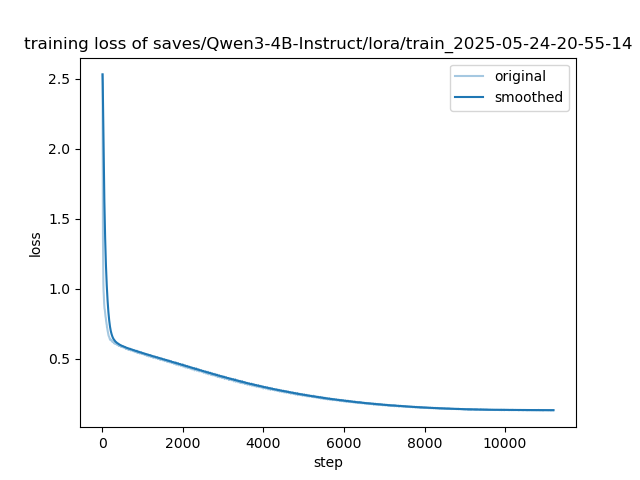 training loss of saves/Qwen3-4B-Instruct/lora/train_2025-05-24-20-55-14
original
smoothed
2.5
2.0
1.5
1.0
0.5
loss
0 2000 4000 6000 8000 10000
step